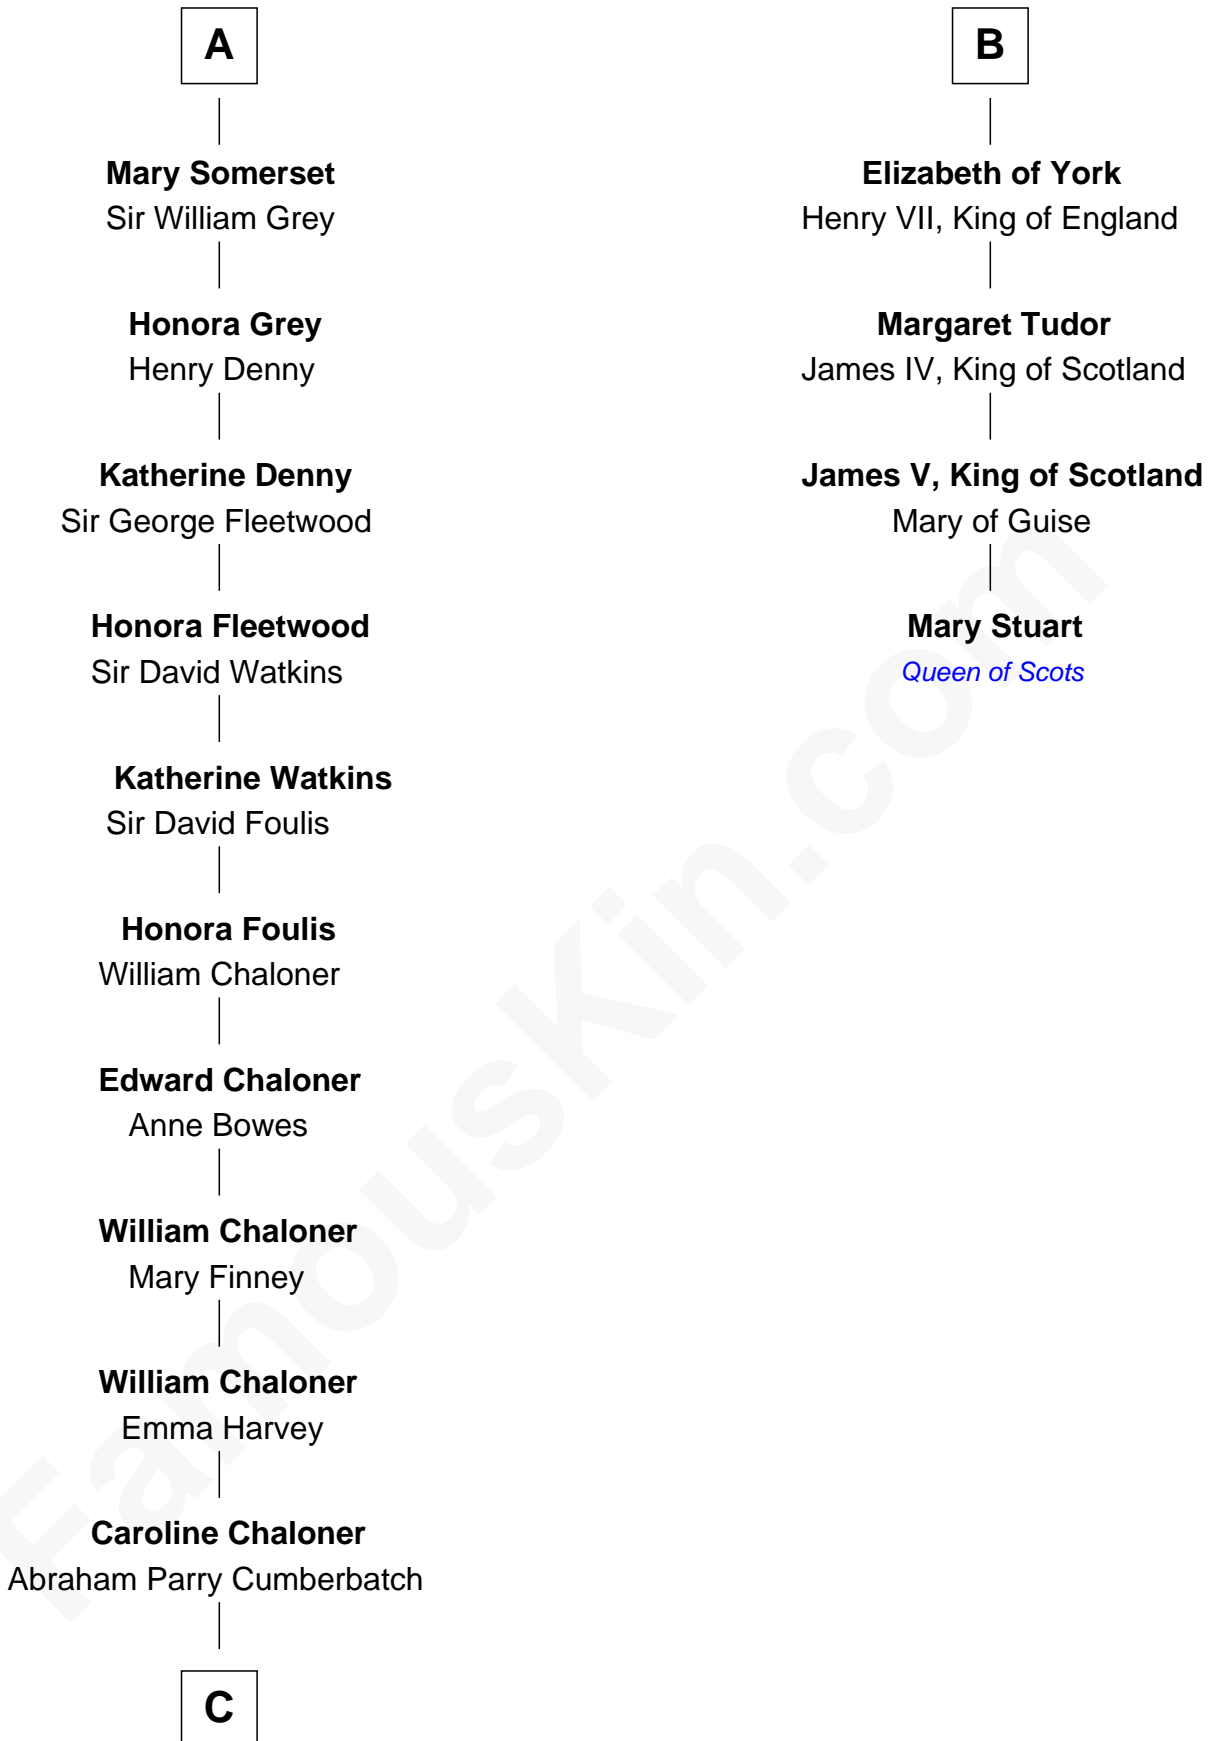 A
Mary Somerset
Sir William Grey
Honora Grey
Henry Denny
Katherine Denny
Sir George Fleetwood
Honora Fleetwood
Sir David Watkins
Katherine Watkins
Sir David Foulis
Honora Foulis
William Chaloner
Edward Chaloner
Anne Bowes
William Chaloner
Mary Finney
William Chaloner
Emma Harvey
Caroline Chaloner
Abraham Parry Cumberbatch
C
B
Elizabeth of York
Henry VII, King of England
Margaret Tudor
James IV, King of Scotland
James V, King of Scotland
Mary of Guise
Mary Stuart
Queen of Scots
FamousKin.com